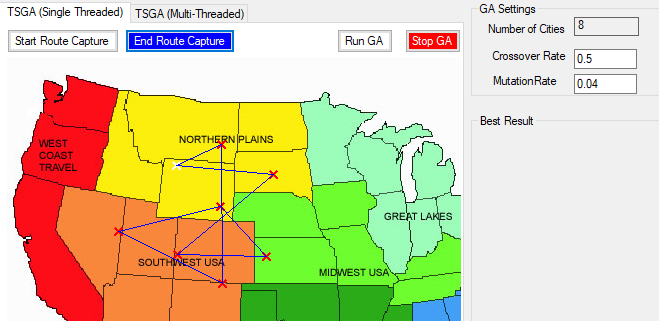 TSGA (Single Threaded)
TSGA (Multi-Threaded)
Start Route Capture
End Route Capture
Run GA
Stop GA
GA Settings
Number of Cities
8
Crossover Rate
0.5
MutationRate
0.04
Best Result
WEST
COAST
TRAVEL
NORTHERN PLAINS
GREAT LAKES
SOUTHWEST USA
MIDWEST USA